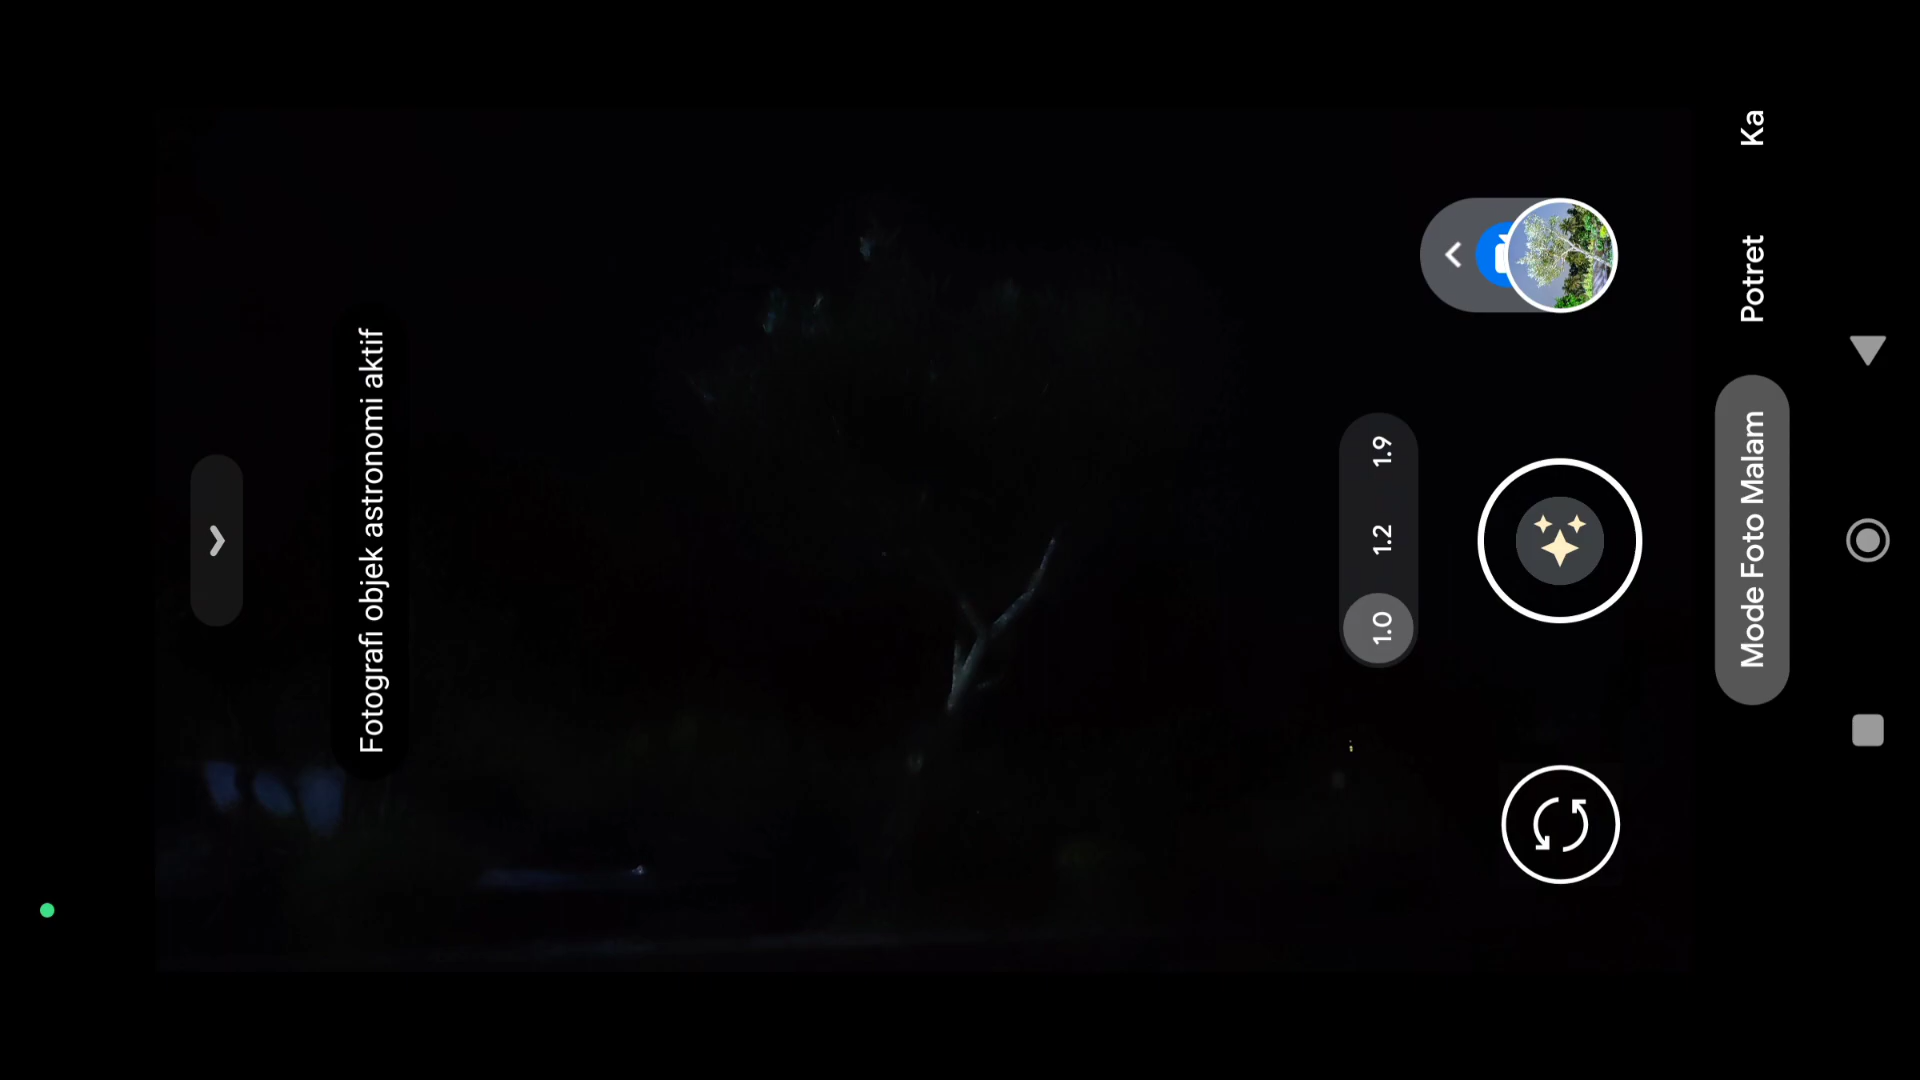 Fotografi objek astronomi aktif
1.0
1.2
1.9
Mode Foto Malam
Potret
Ka